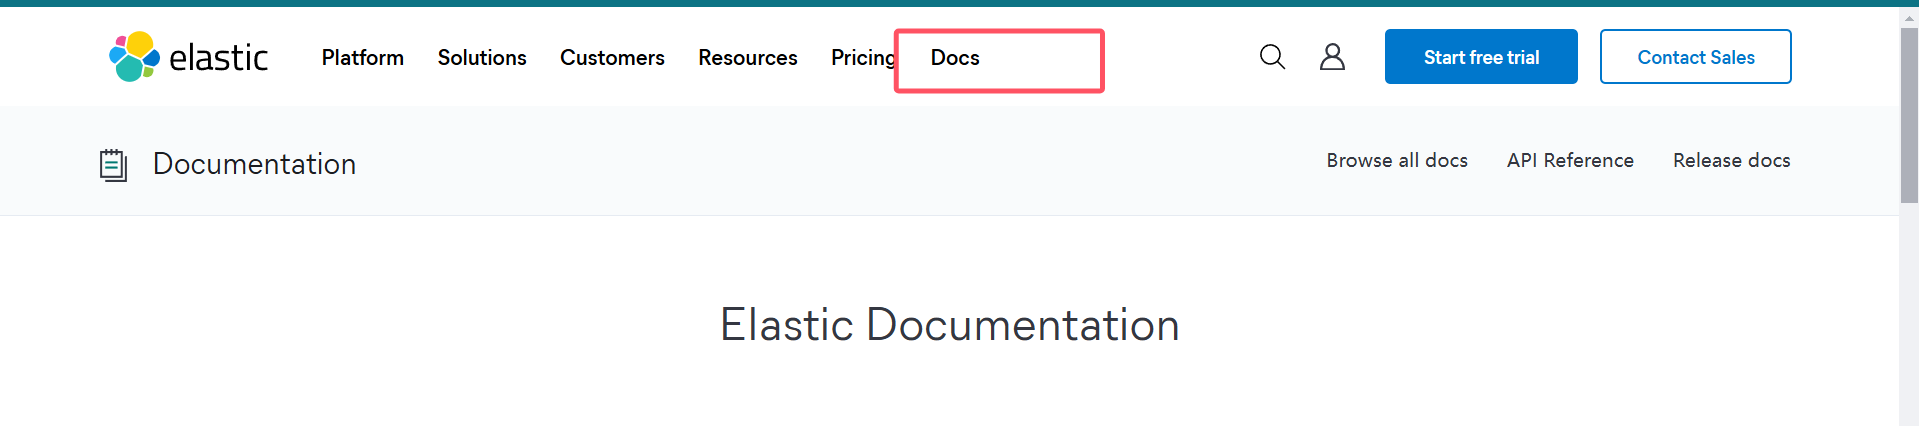 elastic Platform Solutions Customers Resources Pricing Docs Start free trial Contact Sales
Documentation Browse all docs API Reference Release docs
Elastic Documentation